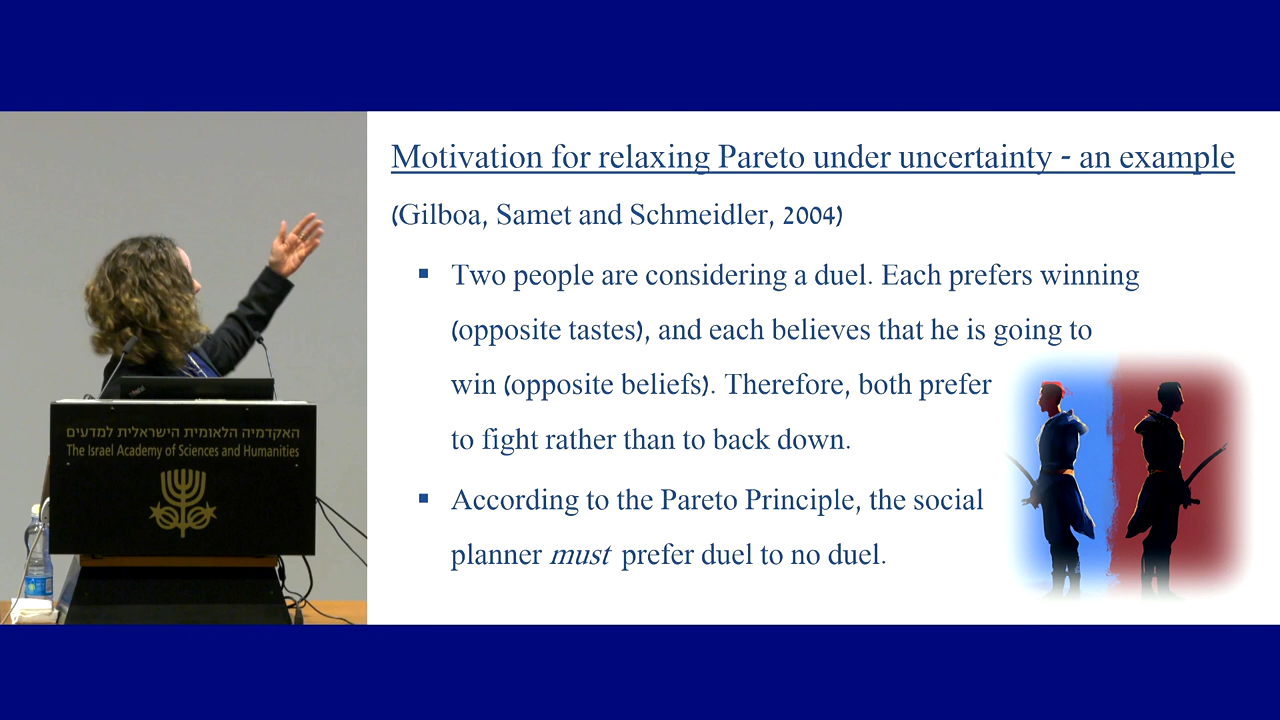 Motivation for relaxing Pareto under uncertainty - an example
(Gilboa, Samet and Schmeidler, 2004)
▪ Two people are considering a duel. Each prefers winning
(opposite tastes), and each believes that he is going to
win (opposite beliefs). Therefore, both prefer
to fight rather than to back down.
▪ According to the Pareto Principle, the social
planner must prefer duel to no duel.
האקדמיה הלאומית הישראלית למדעים
The Israel Academy of Sciences and Humanities